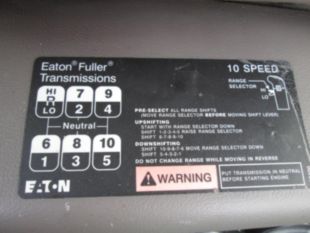 Eaton® Fuller®
Transmissions
10 SPEED
RANGE
SELECTOR
HI
R
LO
7 9
2 4
Neutral
6 8 10
1 3 5
PRE-SELECT ALL RANGE SHIFTS
(MOVE RANGE SELECTOR BEFORE MOVING SHIFT LEVER)
UPSHIFTING
START WITH RANGE SELECTOR DOWN
SHIFT 1-2-3-4-5 RAISE RANGE SELECTOR
SHIFT 6-7-8-9-10
DOWNSHIFTING
SHIFT 10-9-8-7-6 MOVE RANGE SELECTOR DOWN
SHIFT 5-4-3-2-1
DO NOT CHANGE RANGE WHILE MOVING IN REVERSE
EATON
WARNING
PUT TRANSMISSION IN NEUTRAL
BEFORE STARTING ENGINE